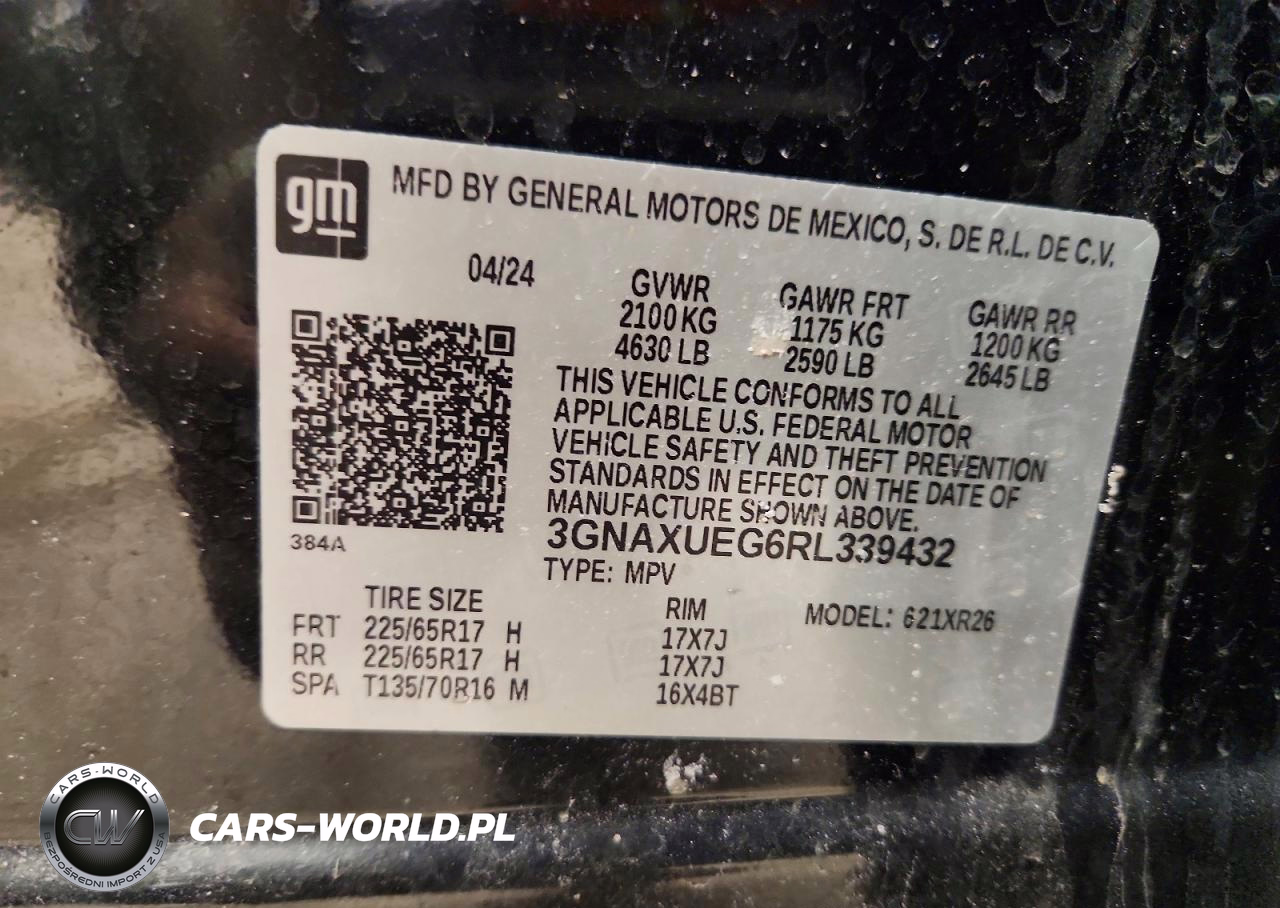 gm
MFD BY GENERAL MOTORS DE MEXICO, S. DE R.L. DE C.V.
04/24
GVWR GAWR FRT GAWR RR
2100 KG 1175 KG 1200 KG
4630 LB 2590 LB 2645 LB
THIS VEHICLE CONFORMS TO ALL
APPLICABLE U.S. FEDERAL MOTOR
VEHICLE SAFETY AND THEFT PREVENTION
STANDARDS IN EFFECT ON THE DATE OF
MANUFACTURE SHOWN ABOVE.
384A
3GNAXUEG6RL339432
TYPE: MPV
TIRE SIZE RIM MODEL: 621XR26
FRT 225/65R17 H 17X7J
RR 225/65R17 H 17X7J
SPA T135/70R16 M 16X4BT
CARS-WORLD
CW
BEZPOŚREDNI IMPORT Z USA
CARS-WORLD.PL